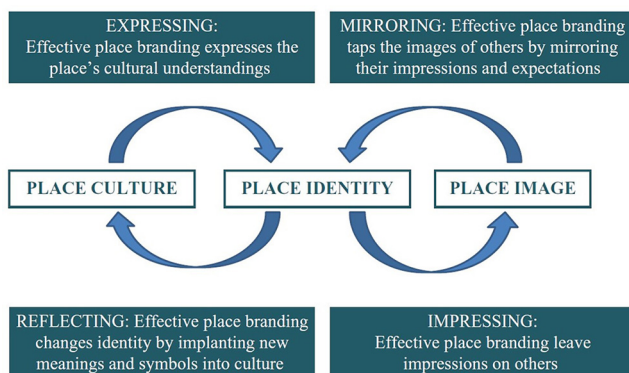 EXPRESSING:
Effective place branding expresses the
place’s cultural understandings
MIRRORING: Effective place branding
taps the images of others by mirroring
their impressions and expectations
PLACE CULTURE
PLACE IDENTITY
PLACE IMAGE
REFLECTING: Effective place branding
changes identity by implanting new
meanings and symbols into culture
IMPRESSING:
Effective place branding leave
impressions on others